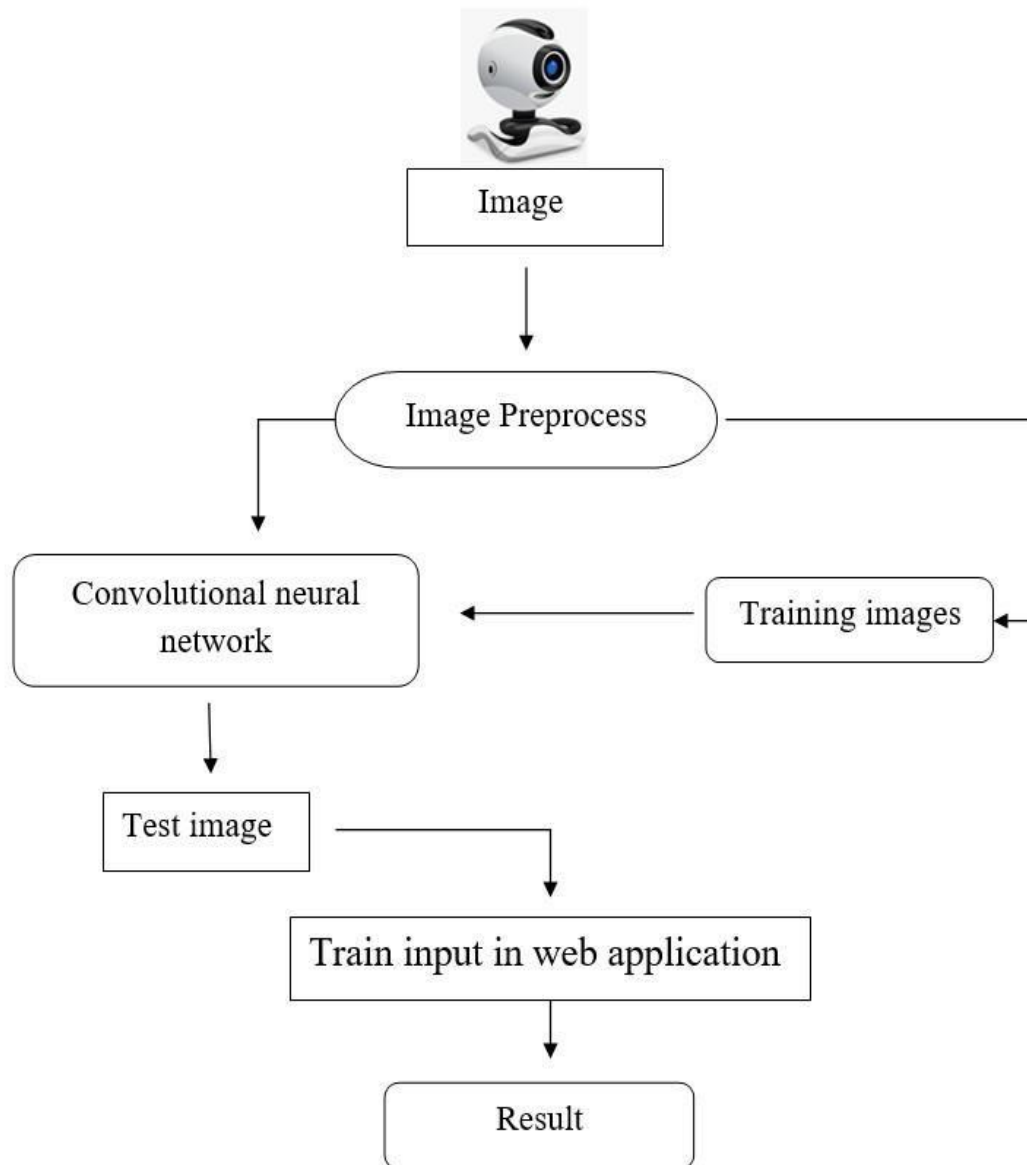 Image
Image Preprocess
Convolutional neural
network
Training images
Test image
Train input in web application
Result